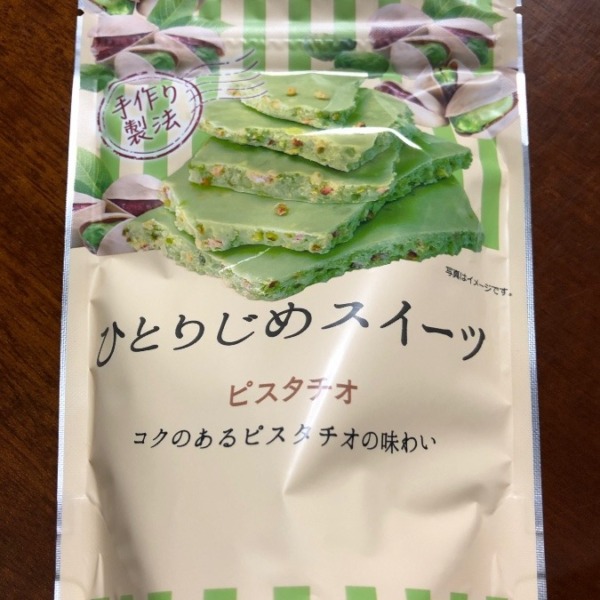 手作り
製法
写真はイメージです。
ひとりじめスイーツ
ピスタチオ
コクのあるピスタチオの味わい